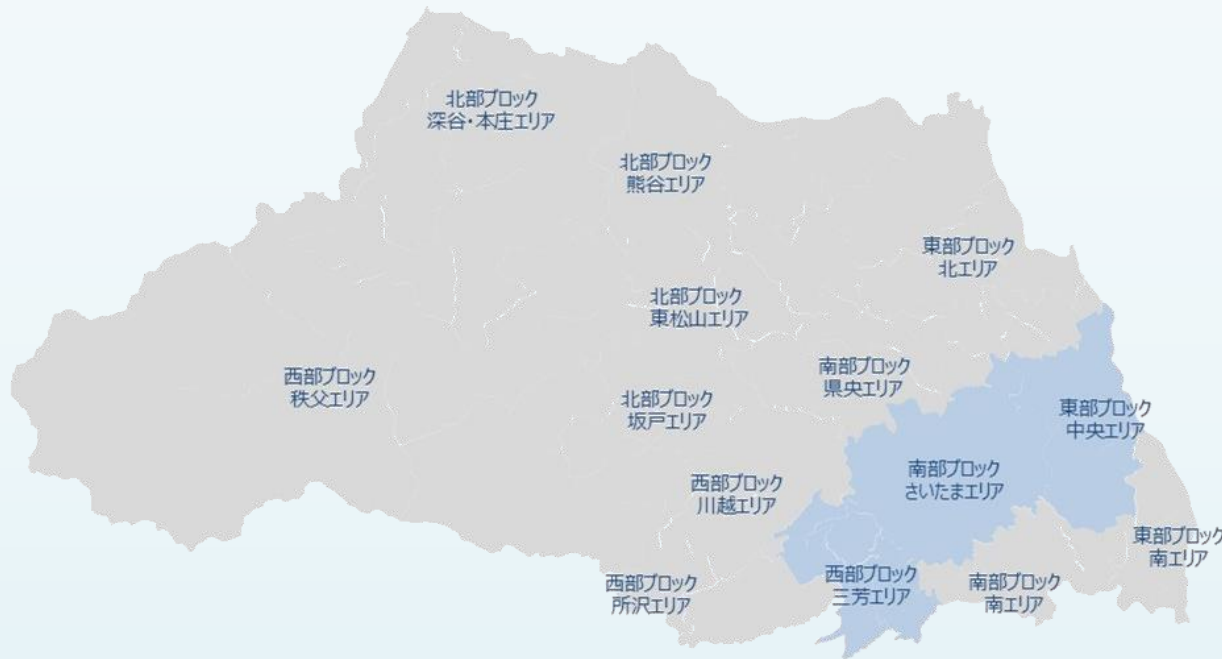 北部ブロック
深谷・本庄エリア
北部ブロック
熊谷エリア
東部ブロック
北エリア
北部ブロック
東松山エリア
西部ブロック
秩父エリア
南部ブロック
県央エリア
北部ブロック
坂戸エリア
東部ブロック
中央エリア
南部ブロック
さいたまエリア
西部ブロック
川越エリア
東部ブロック
南エリア
西部ブロック
所沢エリア
西部ブロック
三芳エリア
南部ブロック
南エリア